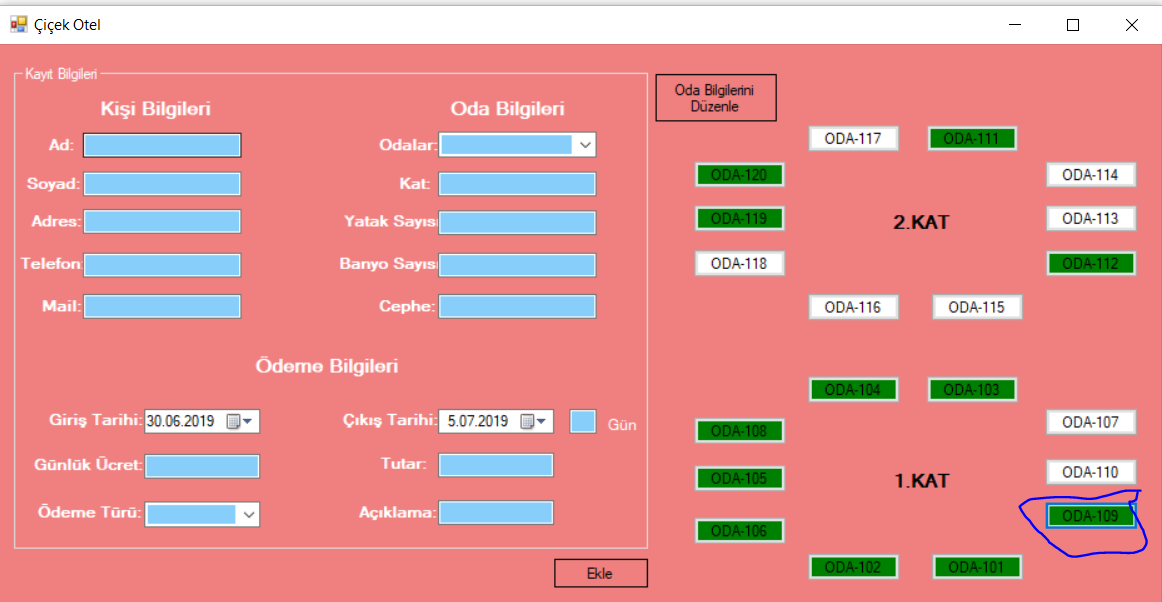 Çiçek Otel
Kayıt Bilgileri
Kişi Bilgileri
Oda Bilgileri
Ad:
Odalar:
Soyad:
Kat:
Adres:
Yatak Sayıs
Telefon:
Banyo Sayıs
Mail:
Cephe:
Ödeme Bilgileri
Giriş Tarihi: 30.06.2019
Çıkış Tarihi: 5.07.2019
Gün
Günlük Ücret:
Tutar:
Ödeme Türü:
Açıklama:
Ekle
Oda Bilgilerini
Düzenle
ODA-117
ODA-111
ODA-120
ODA-114
ODA-119
2.KAT
ODA-113
ODA-118
ODA-112
ODA-116
ODA-115
ODA-104
ODA-103
ODA-108
ODA-107
ODA-105
1.KAT
ODA-110
ODA-109
ODA-106
ODA-102
ODA-101